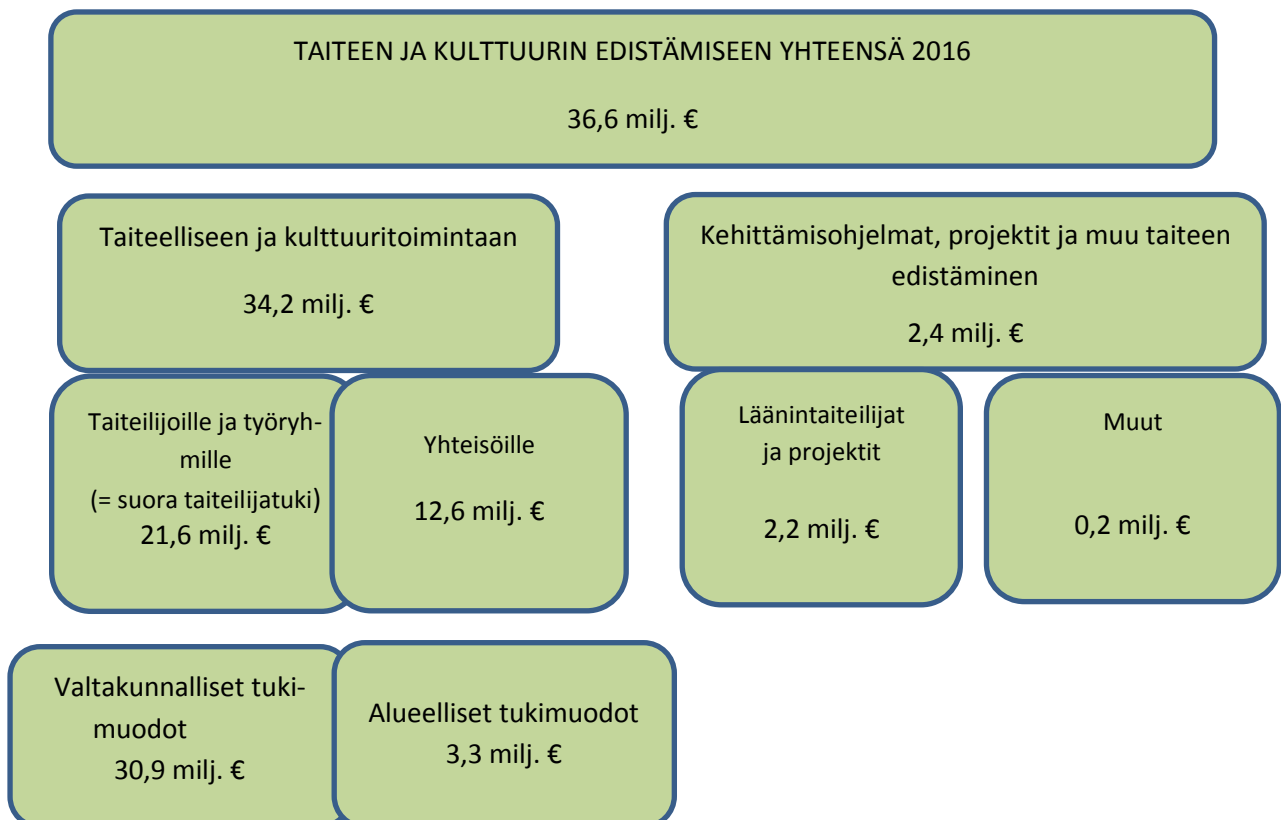 TAITEEN JA KULTTUURIN EDISTÄMISEEN YHTEENSÄ 2016
36,6 milj. €
Taiteelliseen ja kulttuuritoimintaan
34,2 milj. €
Kehittämisohjelmat, projektit ja muu taiteen
edistäminen
2,4 milj. €
Taiteilijoille ja työryh-
mille
(= suora taiteilijatuki)
21,6 milj. €
Yhteisöille
12,6 milj. €
Läänintaiteilijat
ja projektit
2,2 milj. €
Muut
0,2 milj. €
Valtakunnalliset tuki-
muodot
30,9 milj. €
Alueelliset tukimuodot
3,3 milj. €